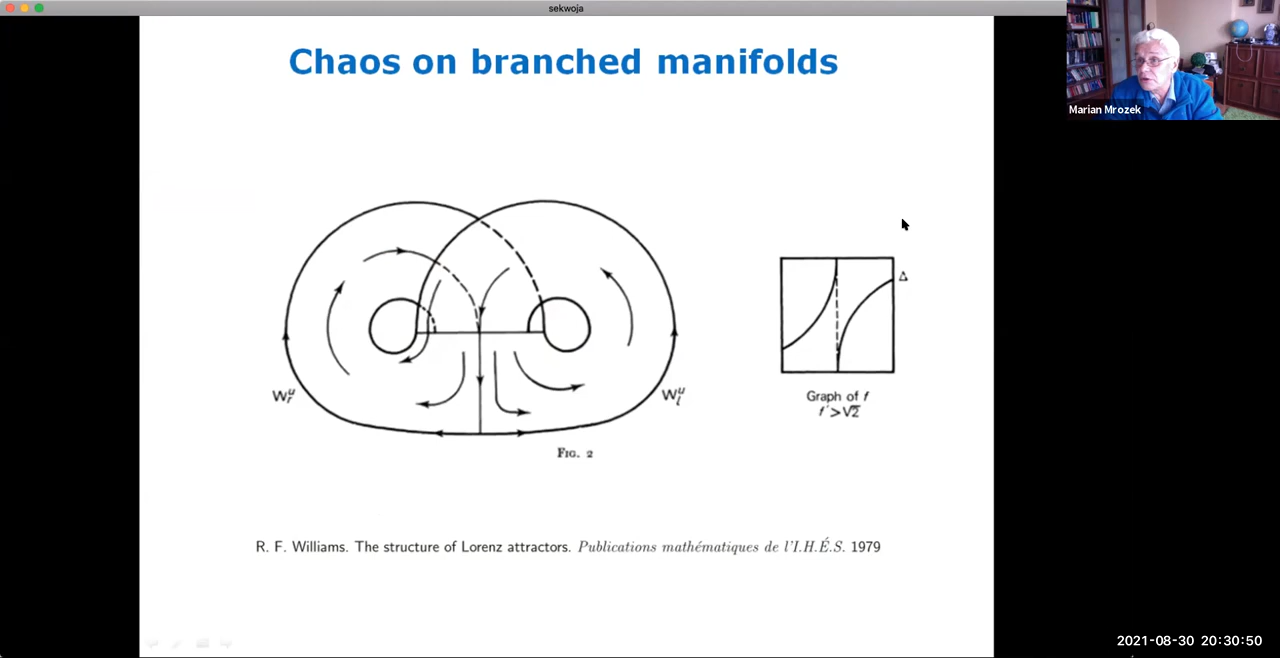 sekwoja
Chaos on branched manifolds
Marian Mrozek
Δ
W_r^u
W_l^u
Graph of f
f'>√2
FIG. 2
R. F. Williams. The structure of Lorenz attractors. Publications mathématiques de l'I.H.É.S. 1979
2021-08-30 20:30:50